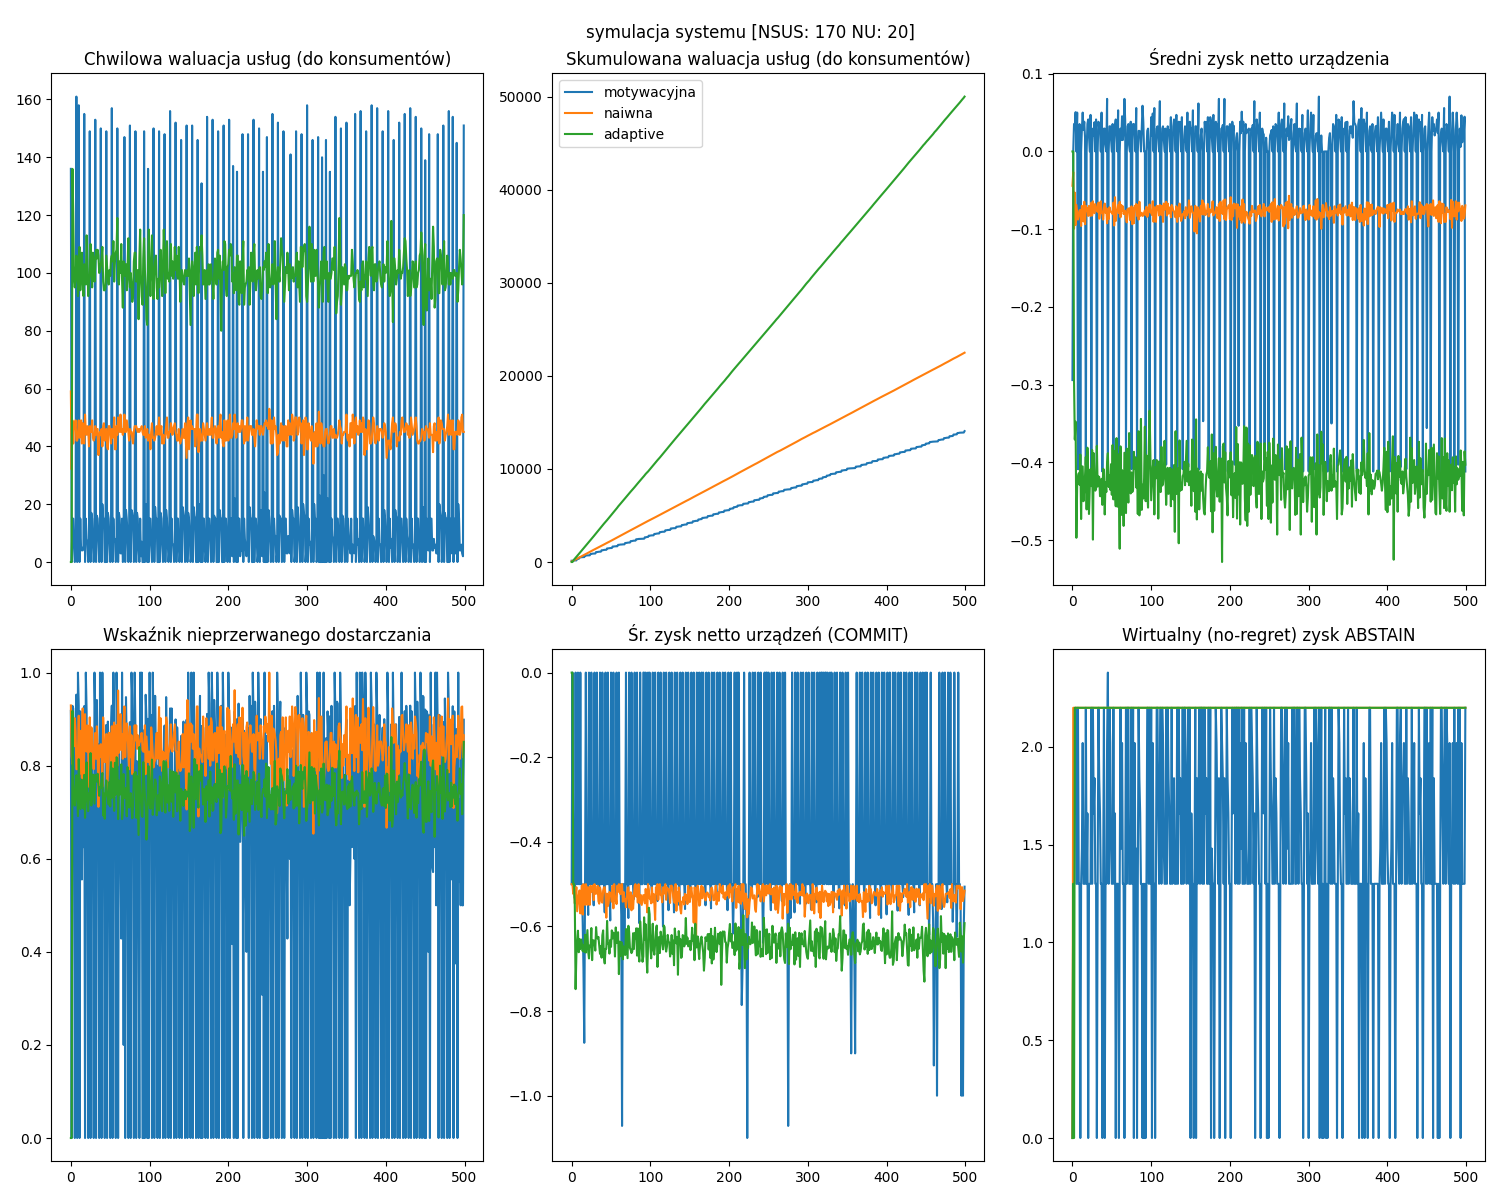 symulacja systemu [NSUS: 170 NU: 20]
Chwilowa waluacja usług (do konsumentów)
160
140
120
100
80
60
40
20
0
0 100 200 300 400 500
Skumulowana waluacja usług (do konsumentów)
motywacyjna
naiwna
adaptive
50000
40000
30000
20000
10000
0
0 100 200 300 400 500
Średni zysk netto urządzenia
0.1
0.0
−0.1
−0.2
−0.3
−0.4
−0.5
0 100 200 300 400 500
Wskaźnik nieprzerwanego dostarczania
1.0
0.8
0.6
0.4
0.2
0.0
0 100 200 300 400 500
Śr. zysk netto urządzeń (COMMIT)
0.0
−0.2
−0.4
−0.6
−0.8
−1.0
0 100 200 300 400 500
Wirtualny (no-regret) zysk ABSTAIN
2.0
1.5
1.0
0.5
0.0
0 100 200 300 400 500